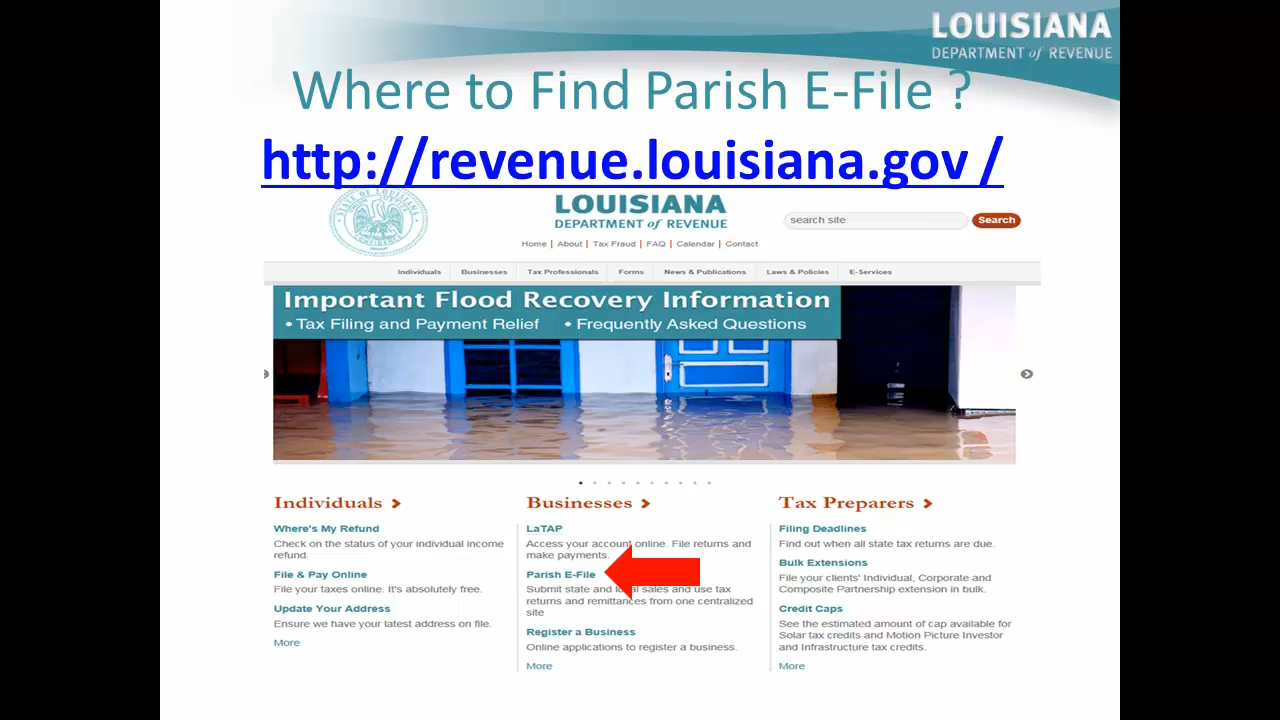 LOUISIANA
DEPARTMENT of REVENUE
Where to Find Parish E-File ?
http://revenue.louisiana.gov /
LOUISIANA
DEPARTMENT of REVENUE
search site
Search
Home | About | Tax Fraud | FAQ | Calendar | Contact
Individuals
Businesses
Tax Professionals
Forms
News & Publications
Laws & Policies
E-Services
Important Flood Recovery Information
• Tax Filing and Payment Relief • Frequently Asked Questions
Individuals
Where's My Refund
Check on the status of your individual income
refund.
File & Pay Online
File your taxes online. It's absolutely free.
Update Your Address
Ensure we have your latest address on file.
More
Businesses
LaTAP
Access your account online. File returns and
make payments.
Parish E-File
Submit state and local sales and use tax
returns and remittances from one centralized
site
Register a Business
Online applications to register a business.
More
Tax Preparers
Filing Deadlines
Find out when all state tax returns are due.
Bulk Extensions
File your clients' Individual, Corporate and
Composite Partnership extension in bulk.
Credit Caps
See the estimated amount of cap available for
Solar tax credits and Motion Picture Investor
and Infrastructure tax credits.
More